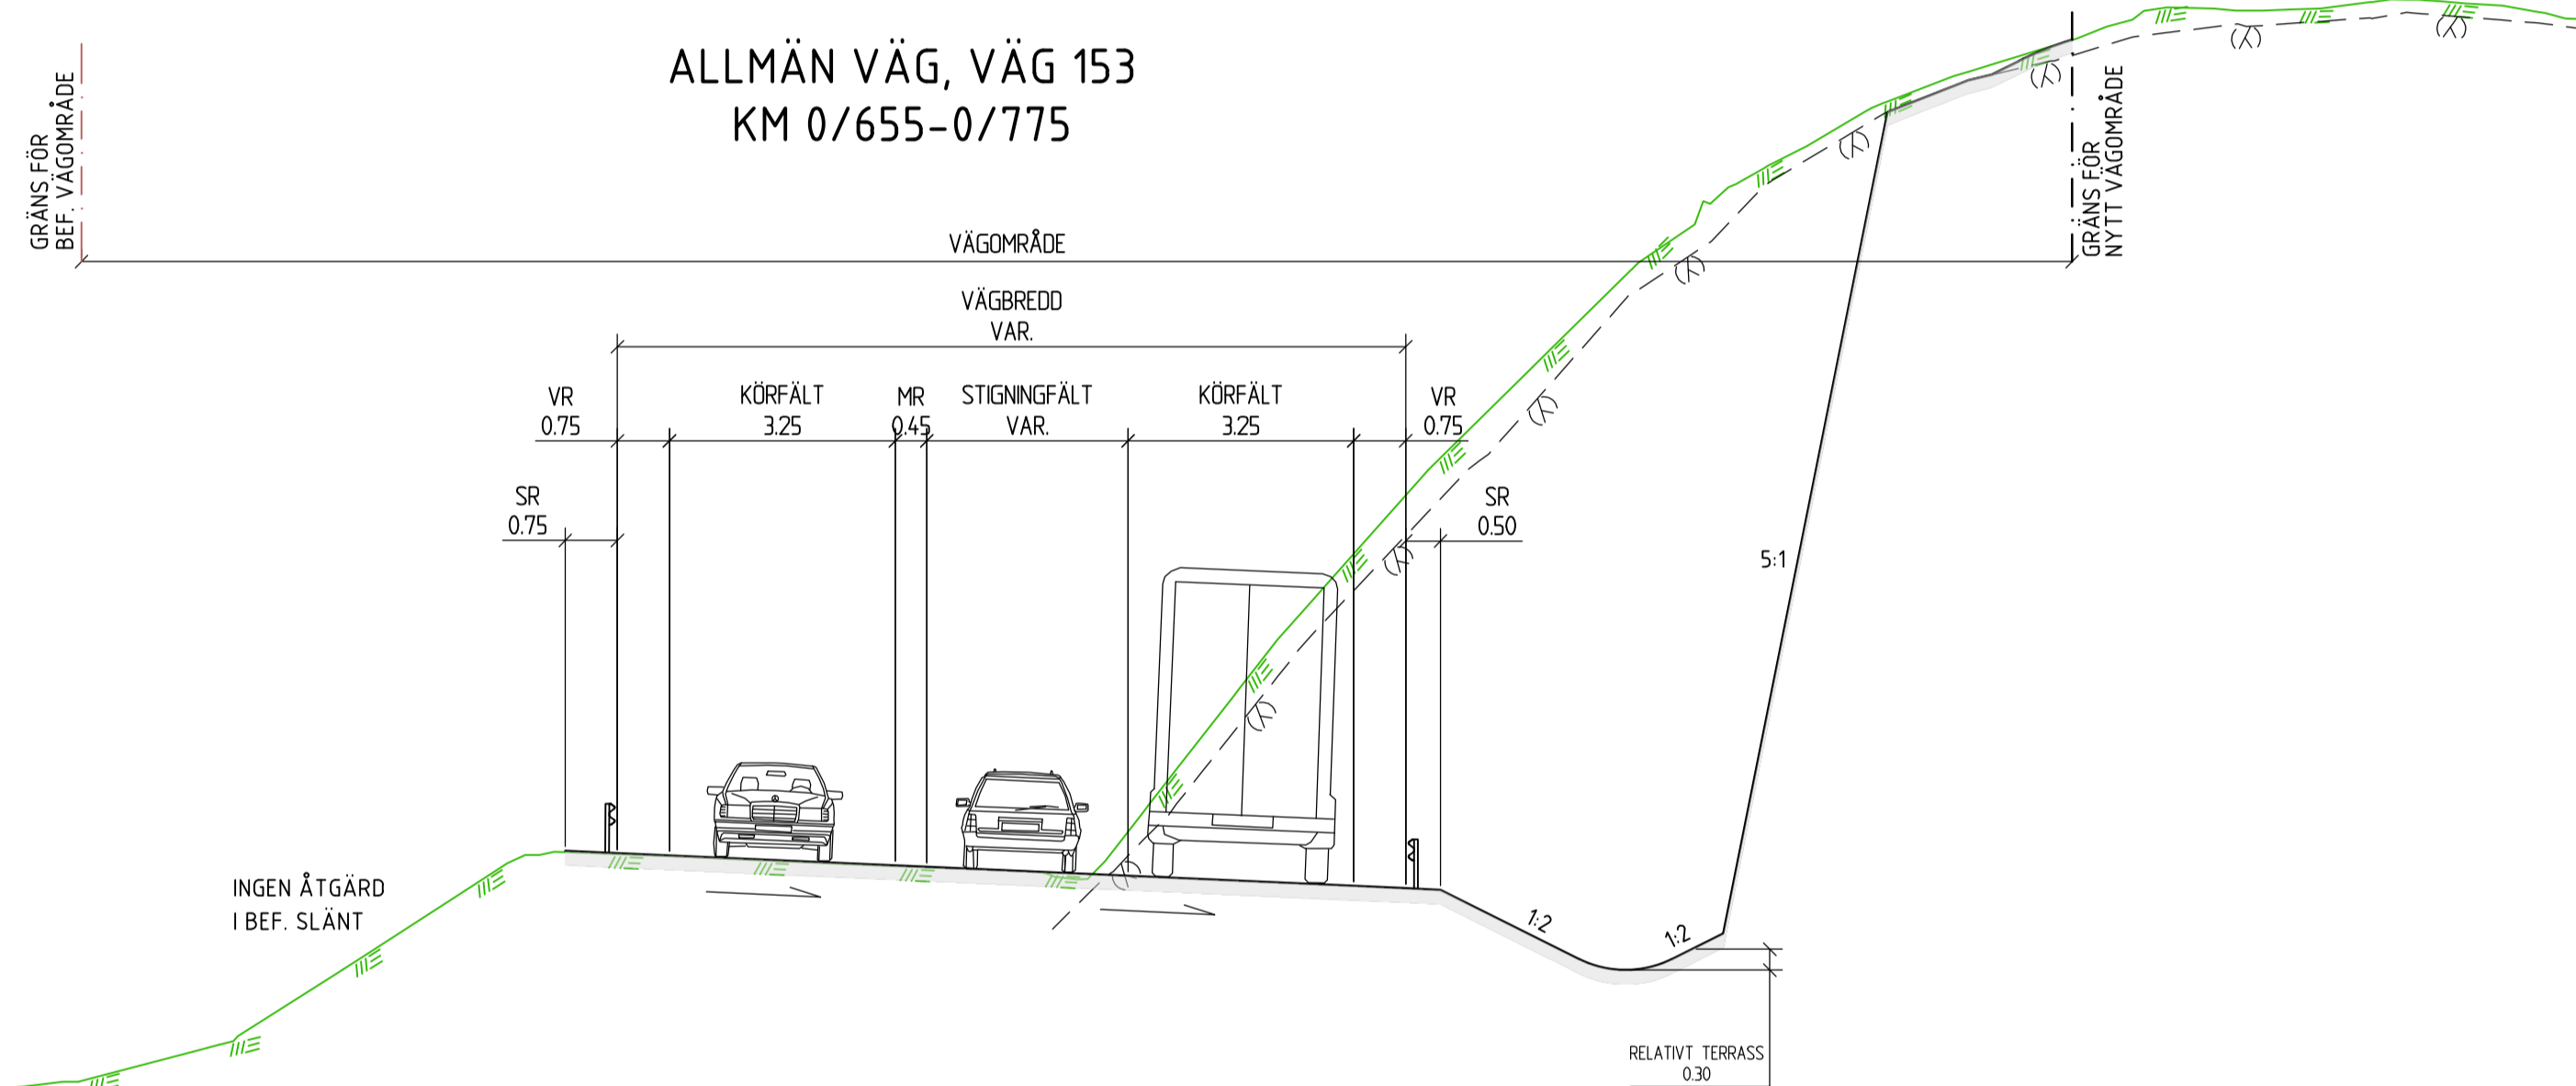 ALLMÄN VÄG, VÄG 153
KM 0/655-0/775
GRÄNS FÖR
BEF. VÄGOMRÅDE
GRÄNS FÖR
NYTT VÄGOMRÅDE
VÄGOMRÅDE
VÄGBREDD
VAR.
VR
0.75
KÖRFÄLT
3.25
MR
0.45
STIGNINGFÄLT
VAR.
KÖRFÄLT
3.25
VR
0.75
SR
0.75
SR
0.50
5:1
INGEN ÅTGÄRD
I BEF. SLÄNT
1:2
1:2
RELATIVT TERRASS
0.30